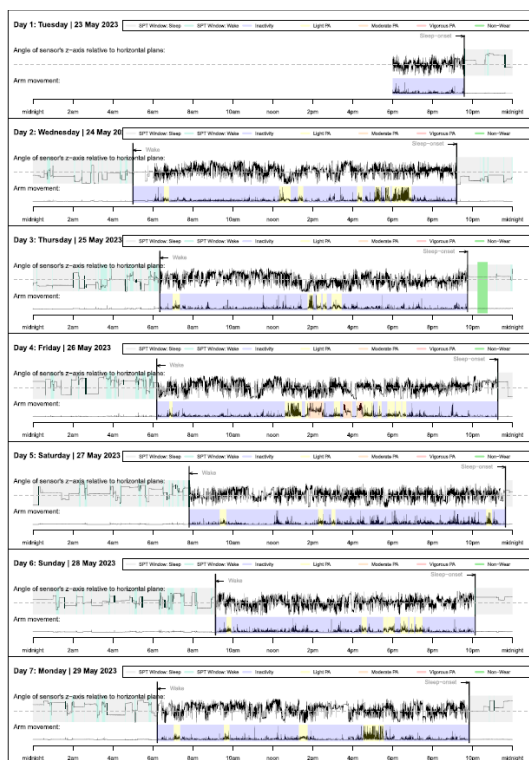 Day 1: Tuesday | 23 May 2023
SPT Window: Sleep SPT Window: Wake Inactivity Light PA Moderate PA Vigorous PA Non-Wear
Sleep-onset
Angle of sensor's z-axis relative to horizontal plane:
Arm movement:
midnight 2am 4am 6am 8am 10am noon 2pm 4pm 6pm 8pm 10pm midnight
Day 2: Wednesday | 24 May 20
SPT Window: Sleep SPT Window: Wake Inactivity Light PA Moderate PA Vigorous PA Non-Wear
Wake Sleep-onset
Angle of sensor's z-axis relative to horizontal plane:
Arm movement:
midnight 2am 4am 6am 8am 10am noon 2pm 4pm 6pm 8pm 10pm midnight
Day 3: Thursday | 25 May 2023
SPT Window: Sleep SPT Window: Wake Inactivity Light PA Moderate PA Vigorous PA Non-Wear
Wake Sleep-onset
Angle of sensor's z-axis relative to horizontal plane:
Arm movement:
midnight 2am 4am 6am 8am 10am noon 2pm 4pm 6pm 8pm 10pm midnight
Day 4: Friday | 26 May 2023
SPT Window: Sleep SPT Window: Wake Inactivity Light PA Moderate PA Vigorous PA Non-Wear
Wake Sleep-onset
Angle of sensor's z-axis relative to horizontal plane:
Arm movement:
midnight 2am 4am 6am 8am 10am noon 2pm 4pm 6pm 8pm 10pm midnight
Day 5: Saturday | 27 May 2023
SPT Window: Sleep SPT Window: Wake Inactivity Light PA Moderate PA Vigorous PA Non-Wear
Wake Sleep-onset
Angle of sensor's z-axis relative to horizontal plane:
Arm movement:
midnight 2am 4am 6am 8am 10am noon 2pm 4pm 6pm 8pm 10pm midnight
Day 6: Sunday | 28 May 2023
SPT Window: Sleep SPT Window: Wake Inactivity Light PA Moderate PA Vigorous PA Non-Wear
Wake Sleep-onset
Angle of sensor's z-axis relative to horizontal plane:
Arm movement:
midnight 2am 4am 6am 8am 10am noon 2pm 4pm 6pm 8pm 10pm midnight
Day 7: Monday | 29 May 2023
SPT Window: Sleep SPT Window: Wake Inactivity Light PA Moderate PA Vigorous PA Non-Wear
Wake Sleep-onset
Angle of sensor's z-axis relative to horizontal plane:
Arm movement:
midnight 2am 4am 6am 8am 10am noon 2pm 4pm 6pm 8pm 10pm midnight